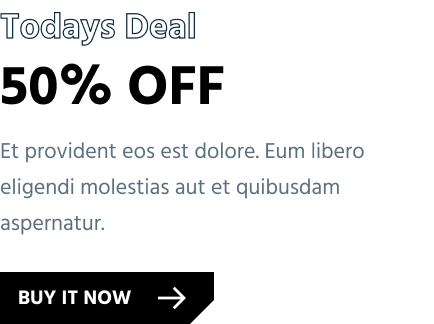 Todays Deal
50% OFF
Et provident eos est dolore. Eum libero
eligendi molestias aut et quibusdam
aspernatur.
BUY IT NOW